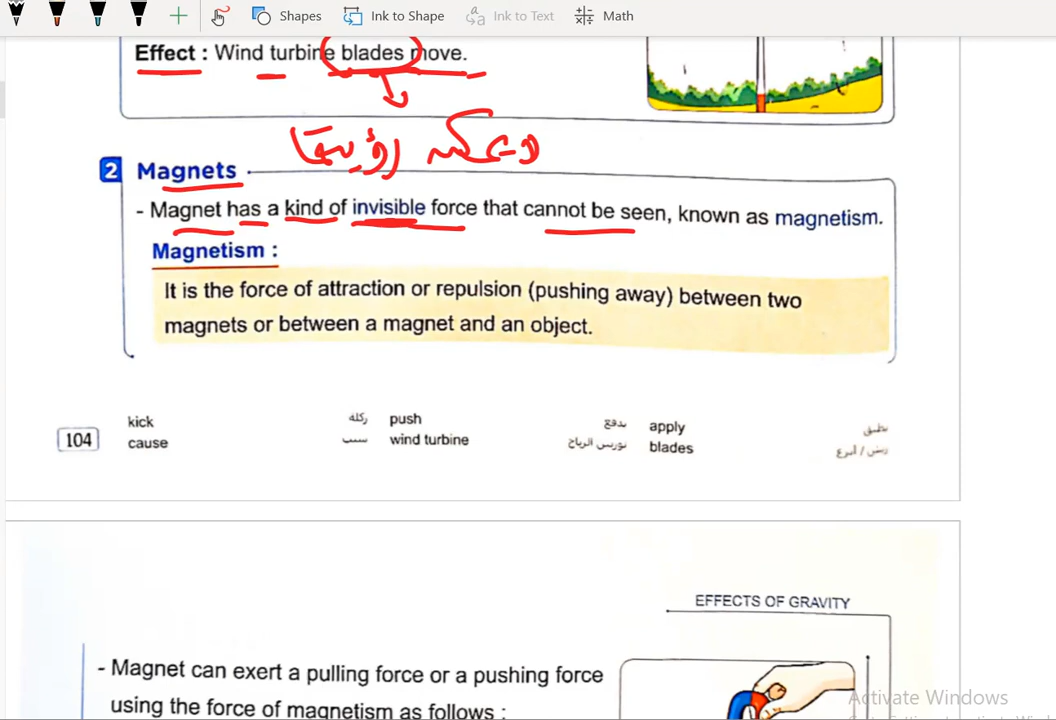 Shapes Ink to Shape Ink to Text Math
Effect : Wind turbine blades move.
2 Magnets
- Magnet has a kind of invisible force that cannot be seen, known as magnetism.
Magnetism :
It is the force of attraction or repulsion (pushing away) between two
magnets or between a magnet and an object.
kick ركلة push يدفع apply يطبق
104
cause سبب wind turbine توربين الرياح blades ريش / أذرع
EFFECTS OF GRAVITY
- Magnet can exert a pulling force or a pushing force
using the force of magnetism as follows :
Activate Windows